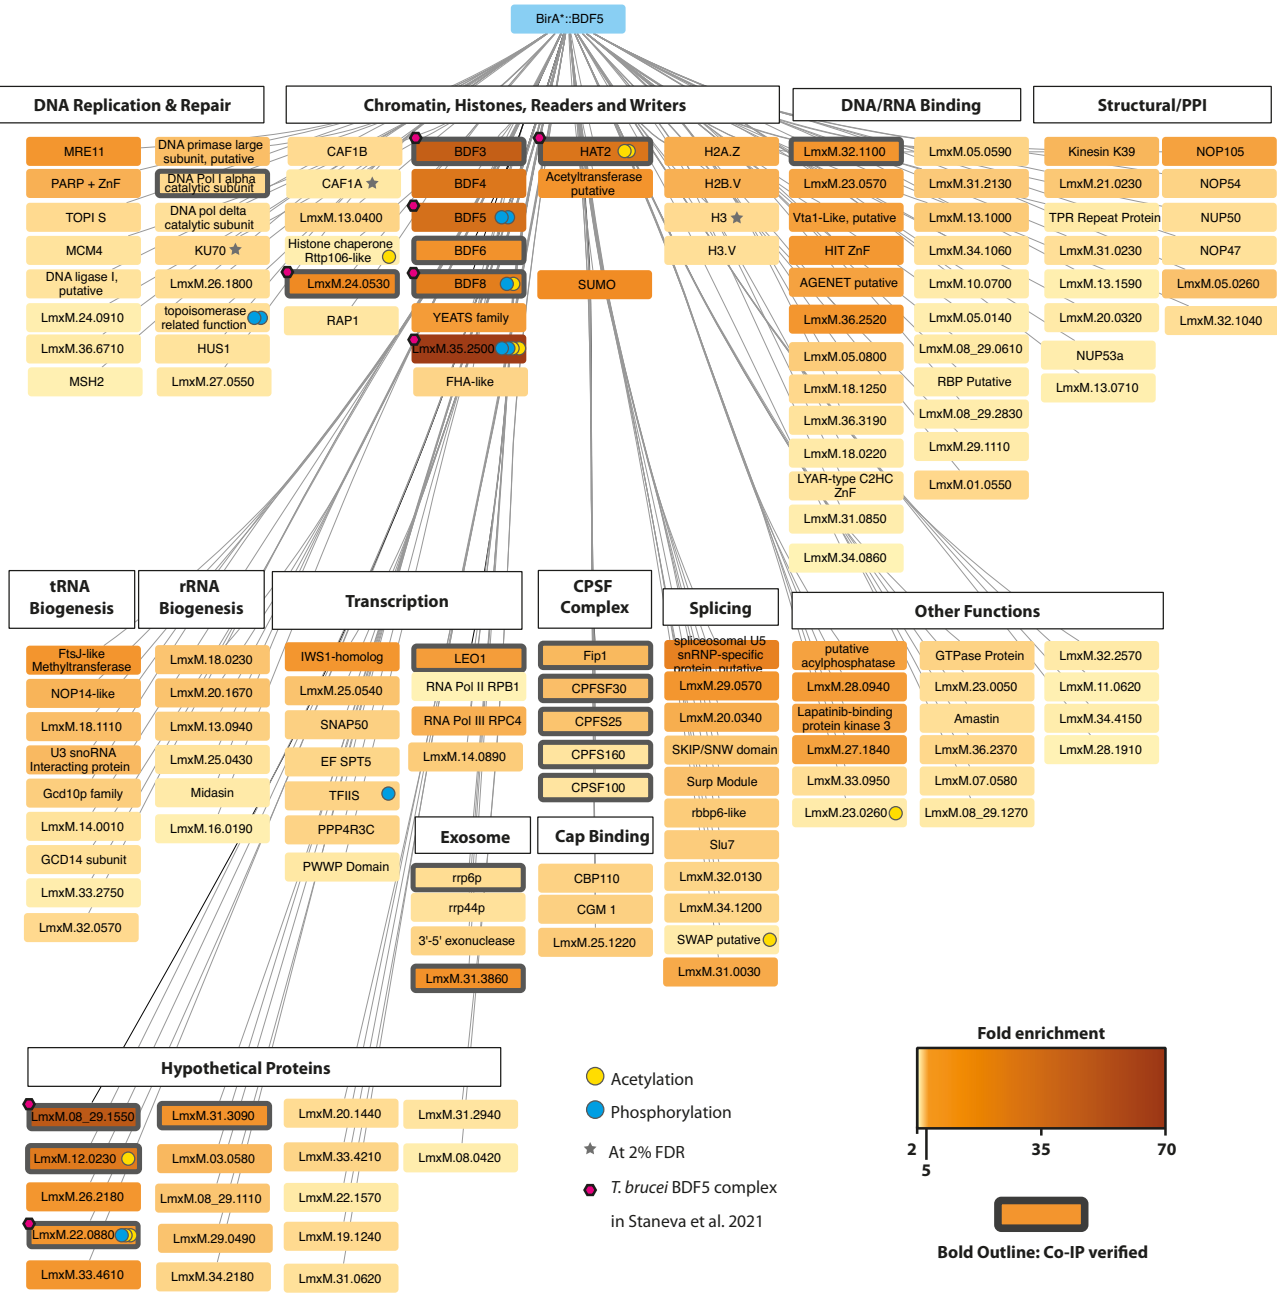 BirA*::BDF5
DNA Replication & Repair
MRE11
PARP + ZnF
TOPI S
MCM4
DNA ligase I,
putative
LmxM.24.0910
LmxM.36.6710
MSH2
DNA primase large
subunit, putative
DNA Pol I alpha
catalytic subunit
DNA pol delta
catalytic subunit
KU70
LmxM.26.1800
topoisomerase
related function
HUS1
LmxM.27.0550
Chromatin, Histones, Readers and Writers
CAF1B
CAF1A
LmxM.13.0400
Histone chaperone
Rttp106-like
LmxM.24.0530
RAP1
BDF3
BDF4
BDF5
BDF6
BDF8
YEATS family
LmxM.35.2500
FHA-like
HAT2
Acetyltransferase
putative
SUMO
H2A.Z
H2B.V
H3
H3.V
DNA/RNA Binding
LmxM.32.1100
LmxM.23.0570
Vta1-Like, putative
HIT ZnF
AGENET putative
LmxM.36.2520
LmxM.05.0800
LmxM.18.1250
LmxM.36.3190
LmxM.18.0220
LYAR-type C2HC
ZnF
LmxM.31.0850
LmxM.34.0860
LmxM.05.0590
LmxM.31.2130
LmxM.13.1000
LmxM.34.1060
LmxM.10.0700
LmxM.05.0140
LmxM.08_29.0610
RBP Putative
LmxM.08_29.2830
LmxM.29.1110
LmxM.01.0550
Structural/PPI
Kinesin K39
LmxM.21.0230
TPR Repeat Protein
LmxM.31.0230
LmxM.13.1590
LmxM.20.0320
NUP53a
LmxM.13.0710
NOP105
NOP54
NUP50
NOP47
LmxM.05.0260
LmxM.32.1040
tRNA
Biogenesis
FtsJ-like
Methyltransferase
NOP14-like
LmxM.18.1110
U3 snoRNA
Interacting protein
Gcd10p family
LmxM.14.0010
GCD14 subunit
LmxM.33.2750
LmxM.32.0570
rRNA
Biogenesis
LmxM.18.0230
LmxM.20.1670
LmxM.13.0940
LmxM.25.0430
Midasin
LmxM.16.0190
Transcription
IWS1-homolog
LmxM.25.0540
SNAP50
EF SPT5
TFIIS
PPP4R3C
PWWP Domain
LEO1
RNA Pol II RPB1
RNA Pol III RPC4
LmxM.14.0890
Exosome
rrp6p
rrp44p
3'-5' exonuclease
LmxM.31.3860
CPSF
Complex
Fip1
CPFSF30
CPFS25
CPFS160
CPSF100
Cap Binding
CBP110
CGM 1
LmxM.25.1220
Splicing
spliceosomal U5
snRNP-specific
protein, putative
LmxM.29.0570
LmxM.20.0340
SKIP/SNW domain
Surp Module
rbbp6-like
Slu7
LmxM.32.0130
LmxM.34.1200
SWAP putative
LmxM.31.0030
Other Functions
putative
acylphosphatase
LmxM.28.0940
Lapatinib-binding
protein kinase 3
LmxM.27.1840
LmxM.33.0950
LmxM.23.0260
GTPase Protein
LmxM.23.0050
Amastin
LmxM.36.2370
LmxM.07.0580
LmxM.08_29.1270
LmxM.32.2570
LmxM.11.0620
LmxM.34.4150
LmxM.28.1910
Hypothetical Proteins
LmxM.08_29.1550
LmxM.12.0230
LmxM.26.2180
LmxM.22.0880
LmxM.33.4610
LmxM.31.3090
LmxM.03.0580
LmxM.08_29.1110
LmxM.29.0490
LmxM.34.2180
LmxM.20.1440
LmxM.33.4210
LmxM.22.1570
LmxM.19.1240
LmxM.31.0620
LmxM.31.2940
LmxM.08.0420
Acetylation
Phosphorylation
At 2% FDR
T. brucei BDF5 complex
in Staneva et al. 2021
Fold enrichment
2
5
35
70
Bold Outline: Co-IP verified